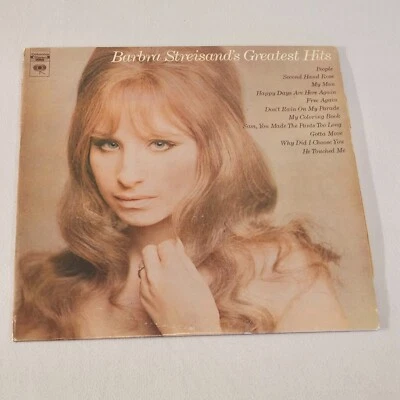 Barbra Streisand's Greatest Hits
People
Second Hand Rose
My Man
Happy Days Are Here Again
Free Again
Don't Rain On My Parade
My Coloring Book
Sam, You Made The Pants Too Long
Gotta Move
Why Did I Choose You
He Touched Me